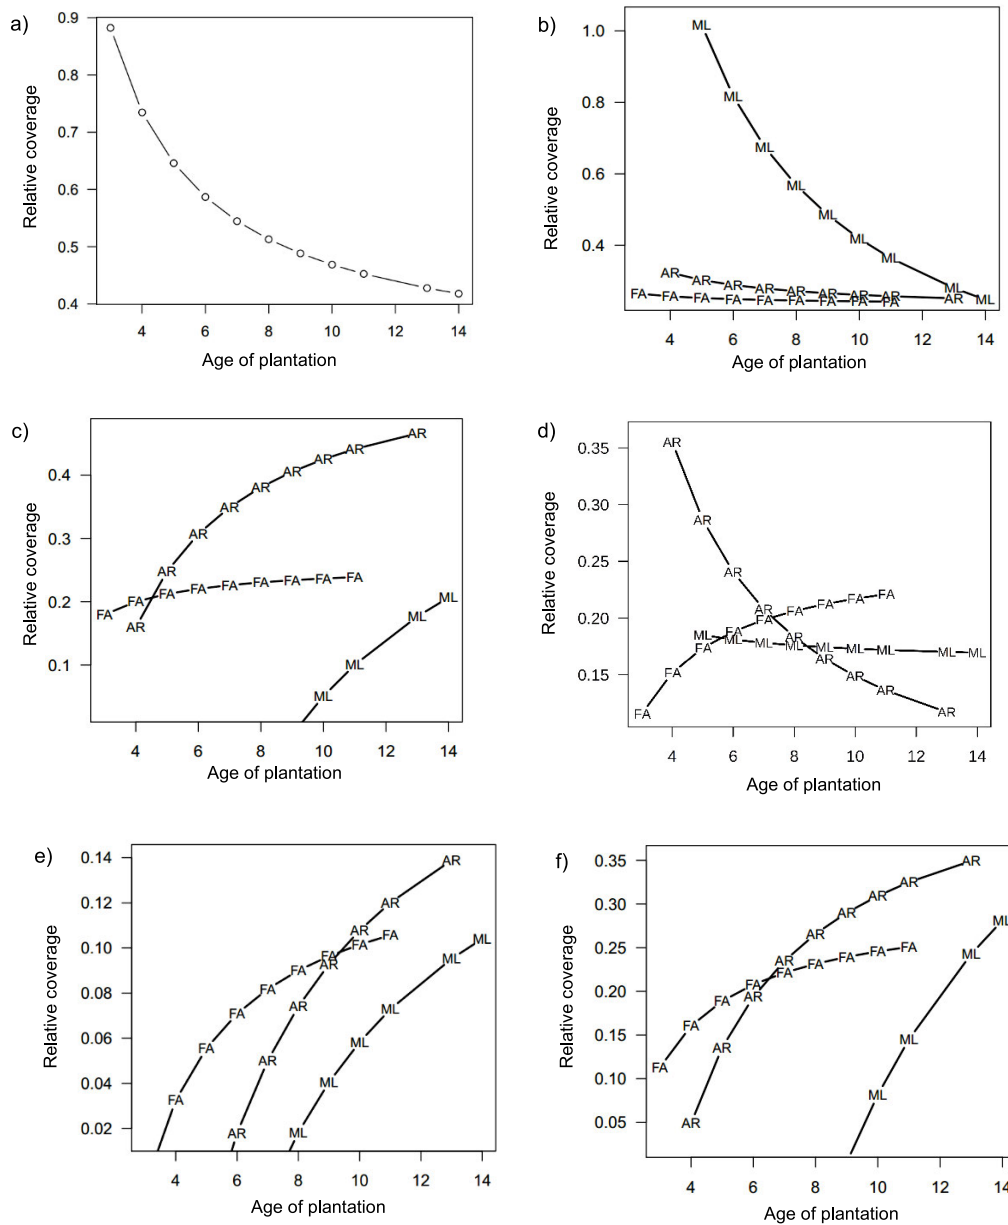 a)
0.9
0.8
0.7
0.6
0.5
0.4
Relative coverage
4 6 8 10 12 14
Age of plantation
b)
1.0
0.8
0.6
0.4
Relative coverage
ML ML ML ML ML ML ML ML ML
AR AR AR AR AR AR AR AR AR
FA FA FA FA FA FA FA FA FA
4 6 8 10 12 14
Age of plantation
c)
0.4
0.3
0.2
0.1
Relative coverage
AR AR AR AR AR AR AR AR AR
FA FA FA FA FA FA FA FA FA
ML ML ML ML
4 6 8 10 12 14
Age of plantation
d)
0.35
0.30
0.25
0.20
0.15
Relative coverage
AR AR AR AR AR AR AR AR AR
FA FA FA FA FA FA FA FA FA
ML ML ML ML ML ML ML ML ML
4 6 8 10 12 14
Age of plantation
e)
0.14
0.12
0.10
0.08
0.06
0.04
0.02
Relative coverage
FA FA FA FA FA FA FA FA
AR AR AR AR AR AR AR
ML ML ML ML ML ML
4 6 8 10 12 14
Age of plantation
f)
0.35
0.30
0.25
0.20
0.15
0.10
0.05
Relative coverage
AR AR AR AR AR AR AR AR AR
FA FA FA FA FA FA FA FA FA
ML ML ML ML
4 6 8 10 12 14
Age of plantation